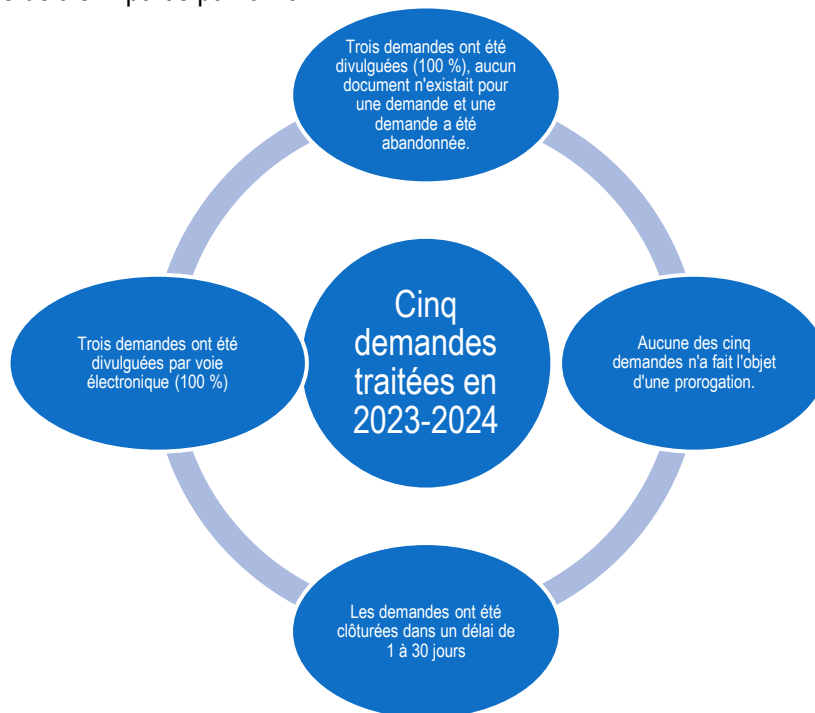 Trois demandes ont été
divulguées (100 %), aucun
document n'existait pour
une demande et une
demande a été
abandonnée.
Trois demandes ont été
divulguées par voie
électronique (100 %)
Cinq
demandes
traitées en
2023-2024
Aucune des cinq
demandes n'a fait l'objet
d'une prorogation.
Les demandes ont été
clôturées dans un délai de
1 à 30 jours